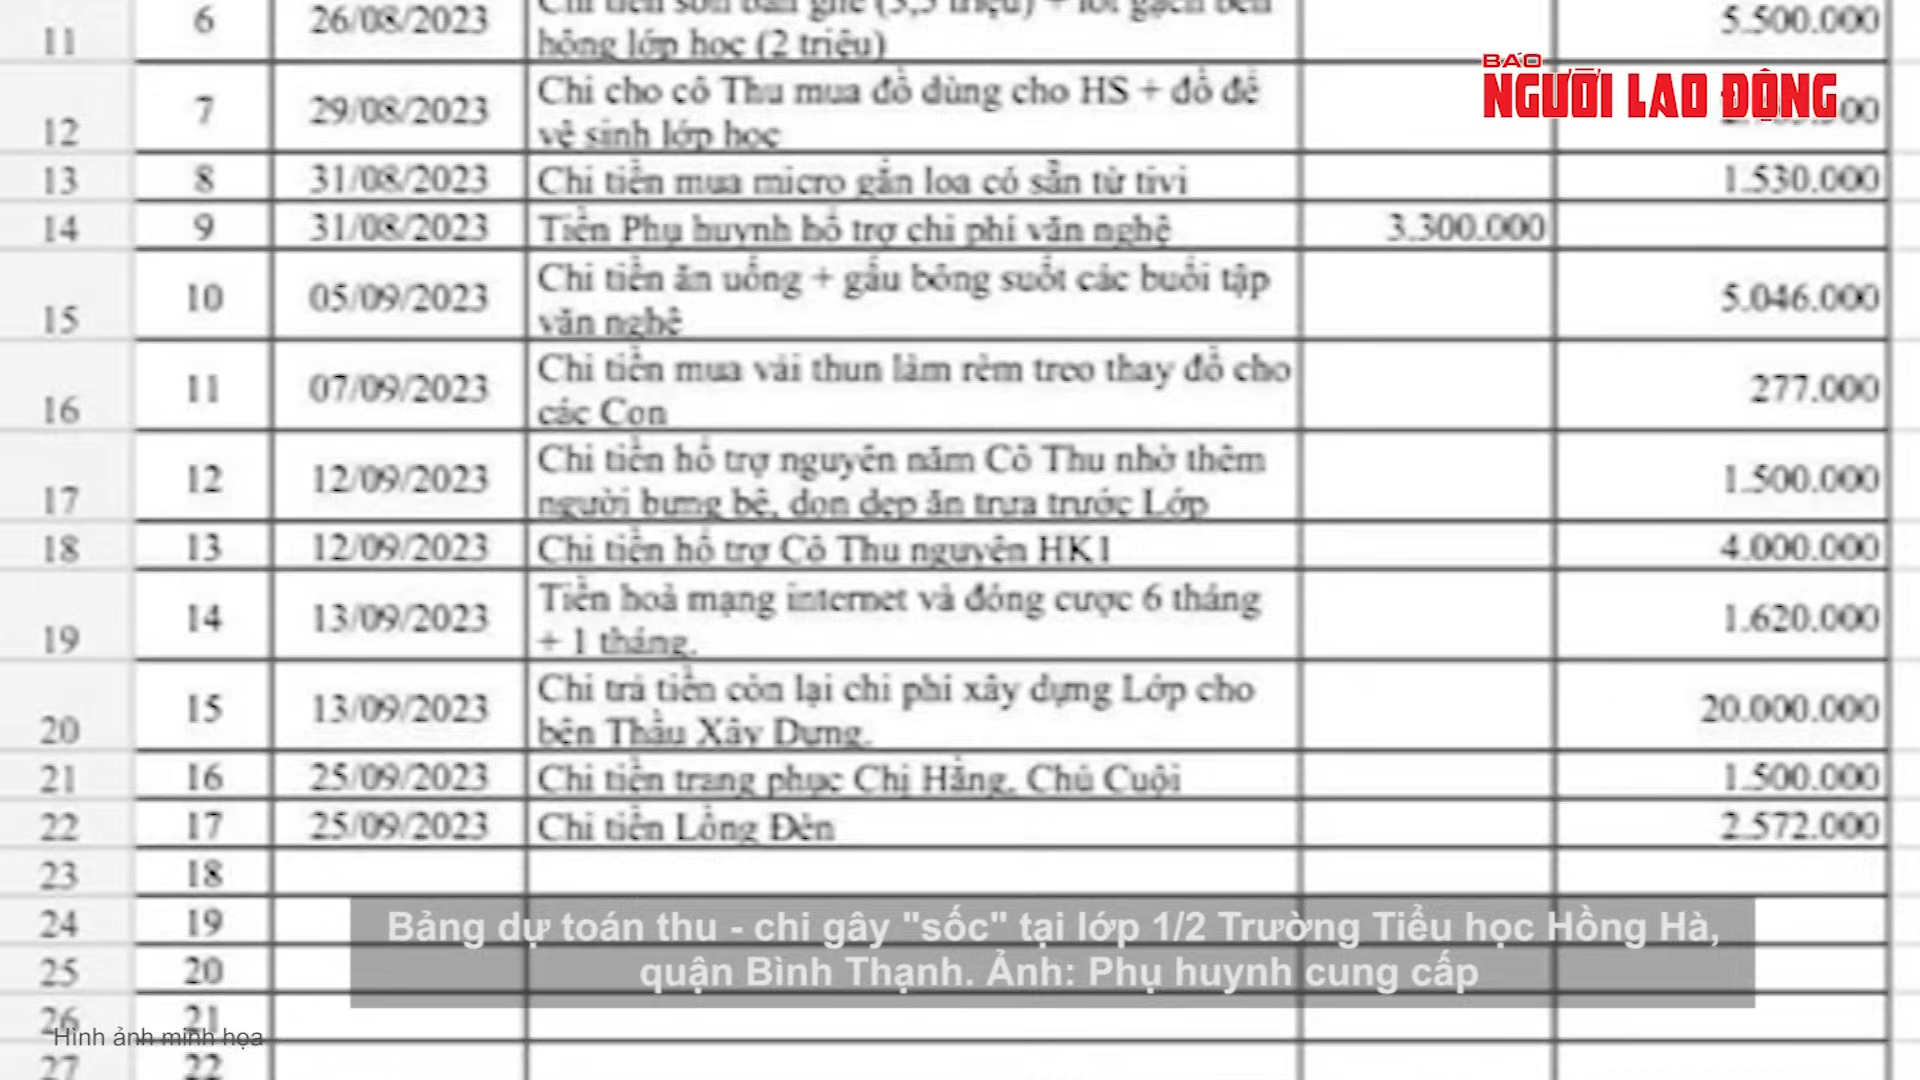 11 6 26/08/2023 Chi tiền sơn bàn ghế (3,5 triệu) + lót gạch bên 5.500.000
hông lớp học (2 triệu)
BÁO
NGƯỜI LAO ĐỘNG
12 7 29/08/2023 Chi cho cô Thu mua đồ dùng cho HS + đồ để
vệ sinh lớp học
13 8 31/08/2023 Chi tiền mua micro gắn loa có sẵn từ tivi 1.530.000
14 9 31/08/2023 Tiền Phụ huynh hỗ trợ chi phí văn nghệ 3.300.000
15 10 05/09/2023 Chi tiền ăn uống + gấu bông suốt các buổi tập 5.046.000
văn nghệ
16 11 07/09/2023 Chi tiền mua vải thun làm rèm treo thay đồ cho 277.000
các Con
17 12 12/09/2023 Chi tiền hỗ trợ nguyên năm Cô Thu nhờ thêm 1.500.000
người bưng bê, dọn dẹp ăn trưa trước Lớp
18 13 12/09/2023 Chi tiền hỗ trợ Cô Thu nguyên HK1 4.000.000
19 14 13/09/2023 Tiền hoà mạng internet và đóng cược 6 tháng 1.620.000
+ 1 tháng.
20 15 13/09/2023 Chi trả tiền còn lại chi phí xây dựng Lớp cho 20.000.000
bên Thầu Xây Dựng.
21 16 25/09/2023 Chi tiền trang phục Chị Hằng, Chú Cuội 1.500.000
22 17 25/09/2023 Chi tiền Lồng Đèn 2.572.000
23 18
24 19
Bảng dự toán thu - chi gây "sốc" tại lớp 1/2 Trường Tiểu học Hồng Hà,
25 20
quận Bình Thạnh. Ảnh: Phụ huynh cung cấp
26 21
Hình ảnh minh họa
27 22